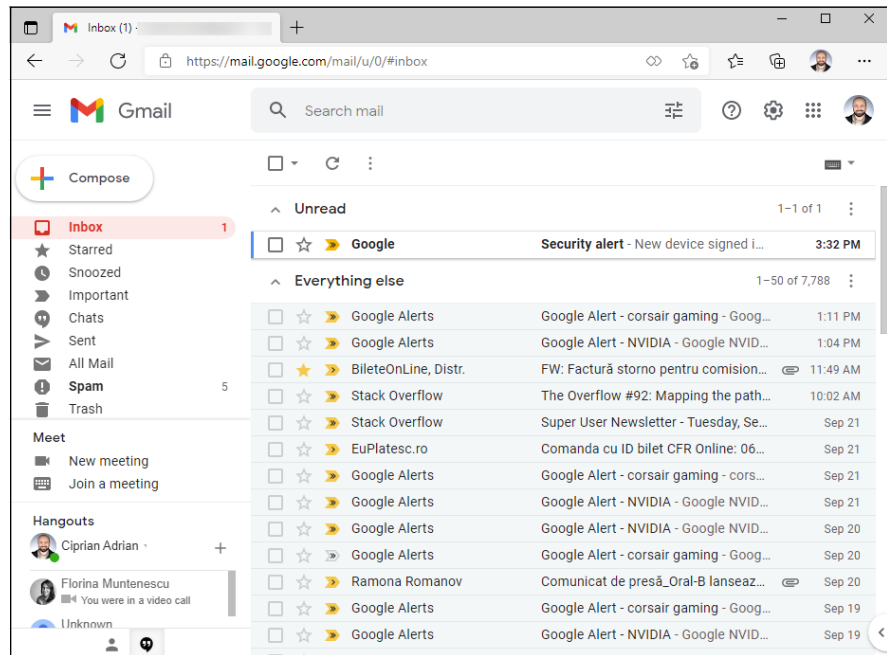 Inbox (1) -
https://mail.google.com/mail/u/0/#inbox
Gmail
Search mail
Compose
Inbox 1
Starred
Snoozed
Important
Chats
Sent
All Mail
Spam 5
Trash
Meet
New meeting
Join a meeting
Hangouts
Ciprian Adrian
Florina Muntenescu
You were in a video call
Unknown
Unread 1–1 of 1
Google Security alert - New device signed i... 3:32 PM
Everything else 1–50 of 7,788
Google Alerts Google Alert - corsair gaming - Goog... 1:11 PM
Google Alerts Google Alert - NVIDIA - Google NVID... 1:04 PM
BileteOnLine, Distr. FW: Factură storno pentru comision... 11:49 AM
Stack Overflow The Overflow #92: Mapping the path... 10:02 AM
Stack Overflow Super User Newsletter - Tuesday, Se... Sep 21
EuPlatesc.ro Comanda cu ID bilet CFR Online: 06... Sep 21
Google Alerts Google Alert - corsair gaming - cors... Sep 21
Google Alerts Google Alert - NVIDIA - Google NVID... Sep 21
Google Alerts Google Alert - NVIDIA - Google NVID... Sep 20
Google Alerts Google Alert - corsair gaming - Goog... Sep 20
Ramona Romanov Comunicat de presă_Oral-B lanseaz... Sep 20
Google Alerts Google Alert - corsair gaming - Goog... Sep 19
Google Alerts Google Alert - NVIDIA - Google NVID... Sep 19